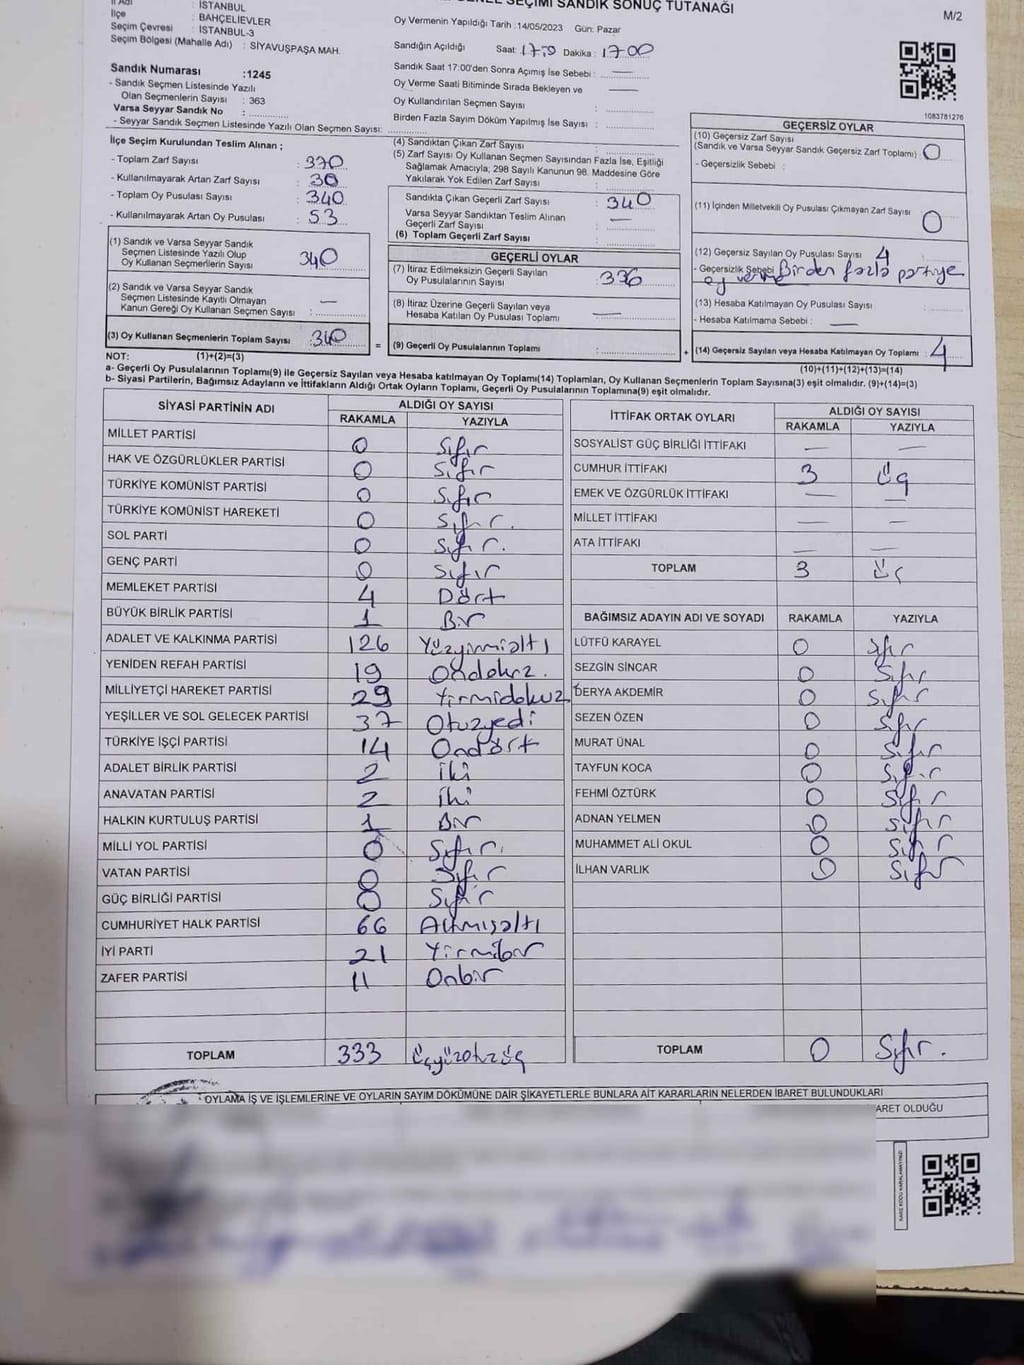 GENEL SEÇİMİ SANDIK SONUÇ TUTANAĞI
M/2
İl Adı : İSTANBUL
İlçe : BAHÇELİEVLER
Seçim Çevresi : İSTANBUL-3
Seçim Bölgesi (Mahalle Adı) : SİYAVUŞPAŞA MAH.
Sandık Numarası :1245
- Sandık Seçmen Listesinde Yazılı
Olan Seçmenlerin Sayısı : 363
Varsa Seyyar Sandık No :
- Seyyar Sandık Seçmen Listesinde Yazılı Olan Seçmen Sayısı:
Oy Vermenin Yapıldığı Tarih :14/05/2023 Gün: Pazar
Sandığın Açıldığı Saat: Dakika: 17:00
Sandık Saat 17:00'den Sonra Açımış İse Sebebi : —
Oy Verme Saati Bitiminde Sırada Bekleyen ve —
Oy Kullandırılan Seçmen Sayısı :
Birden Fazla Sayım Döküm Yapılmış İse Sayısı :
1083781276
İlçe Seçim Kurulundan Teslim Alınan ;
- Toplam Zarf Sayısı : 370
- Kullanılmayarak Artan Zarf Sayısı : 30
- Toplam Oy Pusulası Sayısı : 340
- Kullanılmayarak Artan Oy Pusulası : 53
(1) Sandık ve Varsa Seyyar Sandık
Seçmen Listesinde Yazılı Olup
Oy Kullanan Seçmenlerin Sayısı 340
(2) Sandık ve Varsa Seyyar Sandık
Seçmen Listesinde Kayıtlı Olmayan
Kanun Gereği Oy Kullanan Seçmen Sayısı : —
(3) Oy Kullanan Seçmenlerin Toplam Sayısı : 340
(4) Sandıktan Çıkan Zarf Sayısı :
(5) Zarf Sayısı Oy Kullanan Seçmen Sayısından Fazla İse, Eşitliği
Sağlamak Amacıyla; 298 Sayılı Kanunun 98. Maddesine Göre
Yakılarak Yok Edilen Zarf Sayısı :
Sandıkta Çıkan Geçerli Zarf Sayısı : 340
Varsa Seyyar Sandıktan Teslim Alınan
Geçerli Zarf Sayısı : —
(6) Toplam Geçerli Zarf Sayısı :
GEÇERLİ OYLAR
(7) İtiraz Edilmeksizin Geçerli Sayılan
Oy Pusulasının Sayısı : 336
(8) İtiraz Üzerine Geçerli Sayılan veya
Hesaba Katılan Oy Pusulası Toplamı : —
= (9) Geçerli Oy Pusulalarının Toplamı :
GEÇERSİZ OYLAR
(10) Geçersiz Zarf Sayısı
(Sandık ve Varsa Seyyar Sandık Geçersiz Zarf Toplamı) : 0
- Geçersizlik Sebebi :
(11) İçinden Milletvekili Oy Pusulası Çıkmayan Zarf Sayısı : 0
(12) Geçersiz Sayılan Oy Pusulası Sayısı : 4
- Geçersizlik Sebebi : Birden fazla partiye
oy verme
(13) Hesaba Katılmayan Oy Pusulası Sayısı :
- Hesaba Katılmama Sebebi : —
+ (14) Geçersiz Sayılan veya Hesaba Katılmayan Oy Toplamı : 4
NOT: (1)+(2)=(3)
(10)+(11)+(12)+(13)=(14)
a- Geçerli Oy Pusulalarının Toplamı(9) ile Geçersiz veya Hesaba katılmayan Oy Toplamı(14) Toplamları, Oy Kullanan Seçmenlerin Toplam Sayısına(3) eşit olmalıdır. (9)+(14)=(3)
b- Siyasi Partilerin, Bağımsız Adayların ve İttifakların Aldığı Ortak Oyların Toplamı, Geçerli Oy Pusulalarının Toplamına(9) eşit olmalıdır.
SİYASİ PARTİNİN ADI ALDIĞI OY SAYISI
RAKAMLA YAZIYLA
MİLLET PARTİSİ 0 Sıfır
HAK VE ÖZGÜRLÜKLER PARTİSİ 0 Sıfır
TÜRKİYE KOMÜNİST PARTİSİ 0 Sıfır
TÜRKİYE KOMÜNİST HAREKETİ 0 Sıfır.
SOL PARTİ 0 Sıfır.
GENÇ PARTİ 0 Sıfır
MEMLEKET PARTİSİ 4 Dört
BÜYÜK BİRLİK PARTİSİ 1 Bir
ADALET VE KALKINMA PARTİSİ 126 Yüzyirmialtı
YENİDEN REFAH PARTİSİ 19 Ondokuz.
MİLLİYETÇİ HAREKET PARTİSİ 29 Yirmidokuz
YEŞİLLER VE SOL GELECEK PARTİSİ 37 Otuzyedi
TÜRKİYE İŞÇİ PARTİSİ 14 Ondört
ADALET BİRLİK PARTİSİ 2 İki
ANAVATAN PARTİSİ 2 İki
HALKIN KURTULUŞ PARTİSİ 1 Bir
MİLLİ YOL PARTİSİ 0 Sıfır.
VATAN PARTİSİ 0 Sıfır
GÜÇ BİRLİĞİ PARTİSİ 0 Sıfır
CUMHURİYET HALK PARTİSİ 66 Altmışaltı
İYİ PARTİ 21 Yirmibir
ZAFER PARTİSİ 11 Onbir
TOPLAM 333 Üçyüzotuzüç
İTTİFAK ORTAK OYLARI ALDIĞI OY SAYISI
RAKAMLA YAZIYLA
SOSYALİST GÜÇ BİRLİĞİ İTTİFAKI — —
CUMHUR İTTİFAKI 3 Üç
EMEK VE ÖZGÜRLÜK İTTİFAKI — —
MİLLET İTTİFAKI — —
ATA İTTİFAKI — —
TOPLAM 3 Üç
BAĞIMSIZ ADAYIN ADI VE SOYADI RAKAMLA YAZIYLA
LÜTFÜ KARAYEL 0 Sıfır
SEZGİN SİNCAR 0 Sıfır
DERYA AKDEMİR 0 Sıfır
SEZEN ÖZEN 0 Sıfır
MURAT ÜNAL 0 Sıfır
TAYFUN KOCA 0 Sıfır
FEHMİ ÖZTÜRK 0 Sıfır
ADNAN YELMEN 0 Sıfır
MUHAMMET ALİ OKUL 0 Sıfır
İLHAN VARLIK 0 Sıfır
TOPLAM 0 Sıfır.
OYLAMA İŞ VE İŞLEMLERİNE VE OYLARIN SAYIM DÖKÜMÜNE DAİR ŞİKAYETLERLE BUNLARA AİT KARARLARIN NELERDEN İBARET BULUNDUKLARI
ARET OLDUĞU